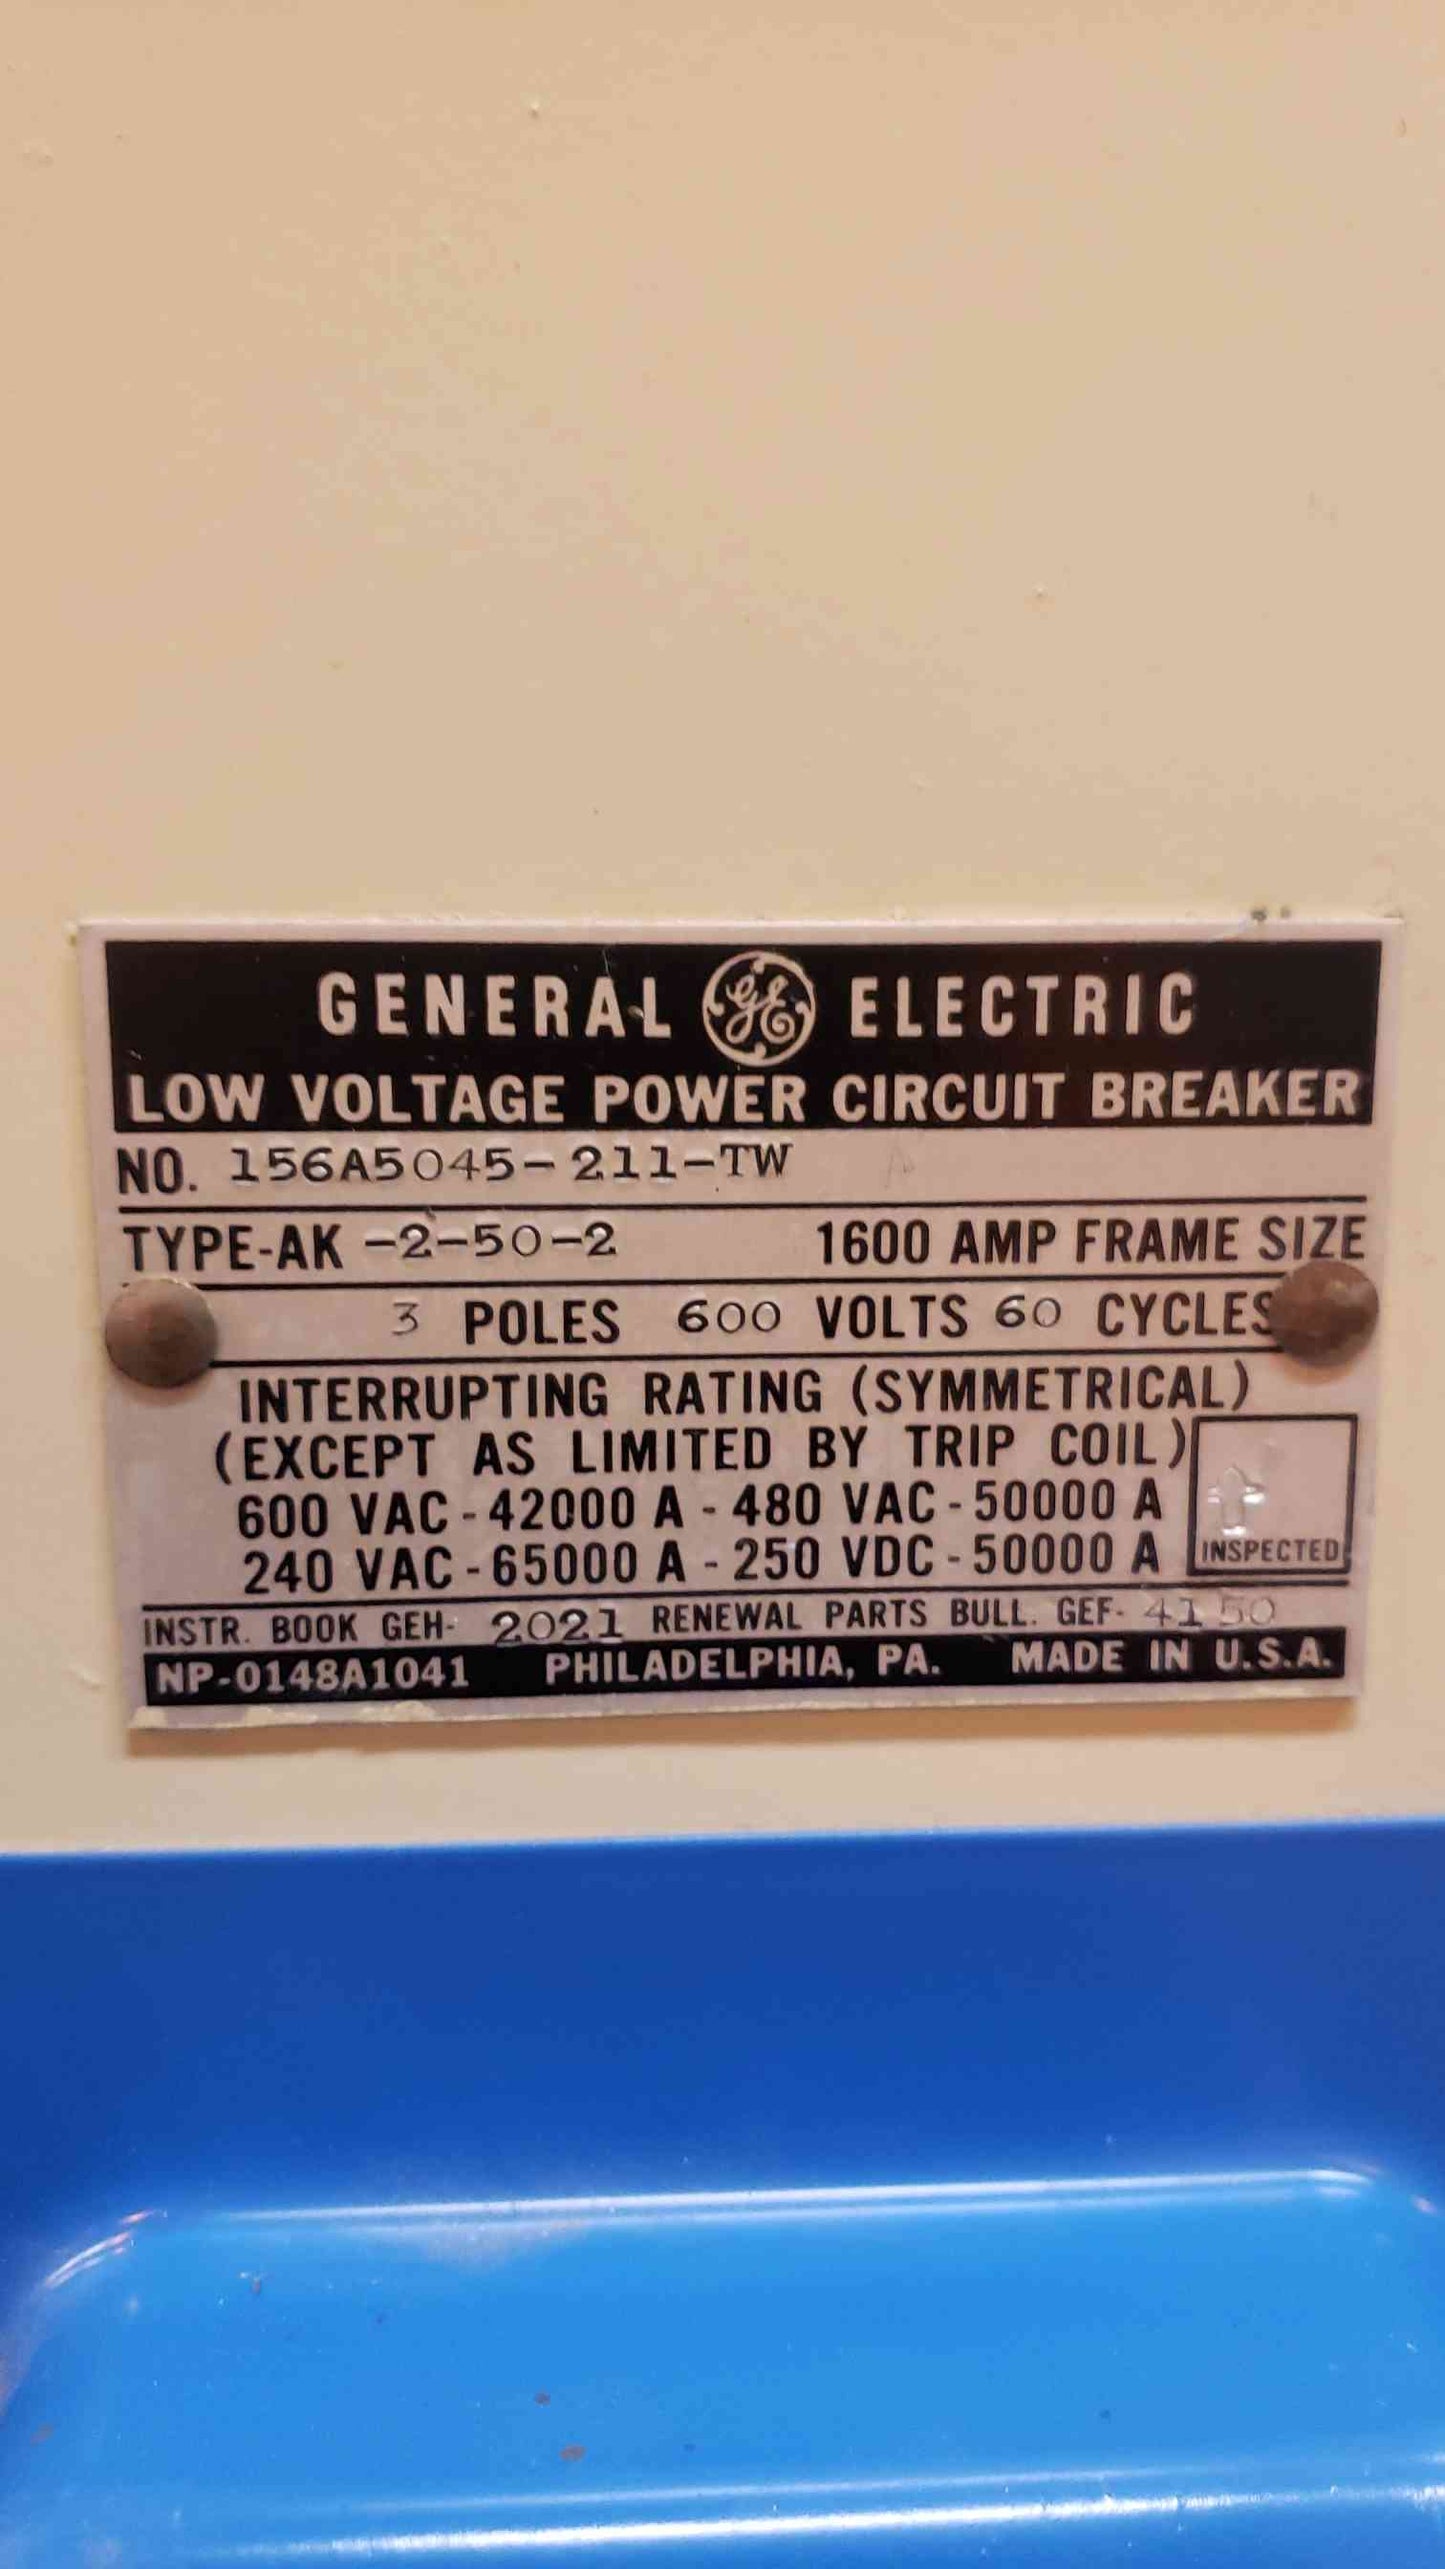 GENERAL GE ELECTRIC
LOW VOLTAGE POWER CIRCUIT BREAKER
NO. 156A5045-211-TW
TYPE-AK -2-50-2 1600 AMP FRAME SIZE
3 POLES 600 VOLTS 60 CYCLES
INTERRUPTING RATING (SYMMETRICAL)
(EXCEPT AS LIMITED BY TRIP COIL)
600 VAC - 42000 A - 480 VAC - 50000 A
240 VAC - 65000 A - 250 VDC - 50000 A
INSPECTED
INSTR. BOOK GEH- 2021 RENEWAL PARTS BULL. GEF- 4150
NP-0148A1041 PHILADELPHIA, PA. MADE IN U.S.A.